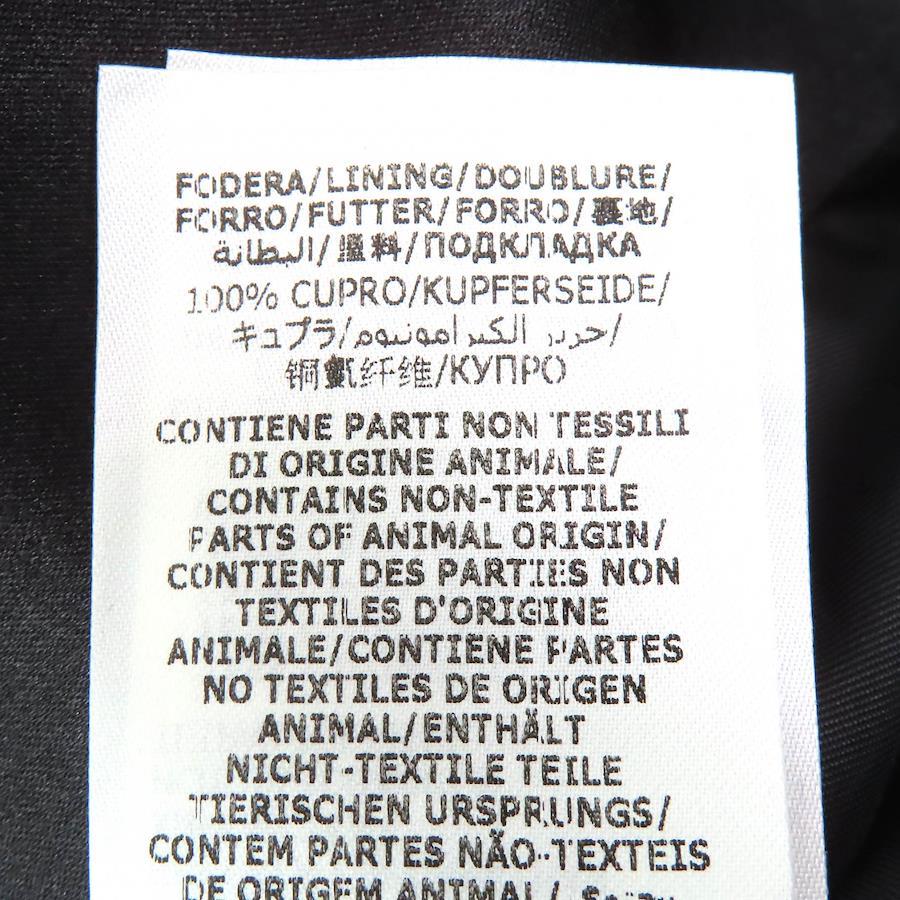 FODERA/LINING/DOUBLURE/
FORRO/FUTTER/FORRO/裏地/
البطانة/里料/ПОДКЛАДКА
100% CUPRO/KUPFERSEIDE/
キュプラ/حرير الكبرامونيوم/
铜氨纤维/КУПРО
CONTIENE PARTI NON TESSILI
DI ORIGINE ANIMALE/
CONTAINS NON-TEXTILE
PARTS OF ANIMAL ORIGIN/
CONTIENT DES PARTIES NON
TEXTILES D'ORIGINE
ANIMALE/CONTIENE PARTES
NO TEXTILES DE ORIGEN
ANIMAL/ENTHÄLT
NICHT-TEXTILE TEILE
TIERISCHEN URSPRUNGS/
CONTEM PARTES NÃO-TEXTEIS
DE ORIGEM ANIMAL/